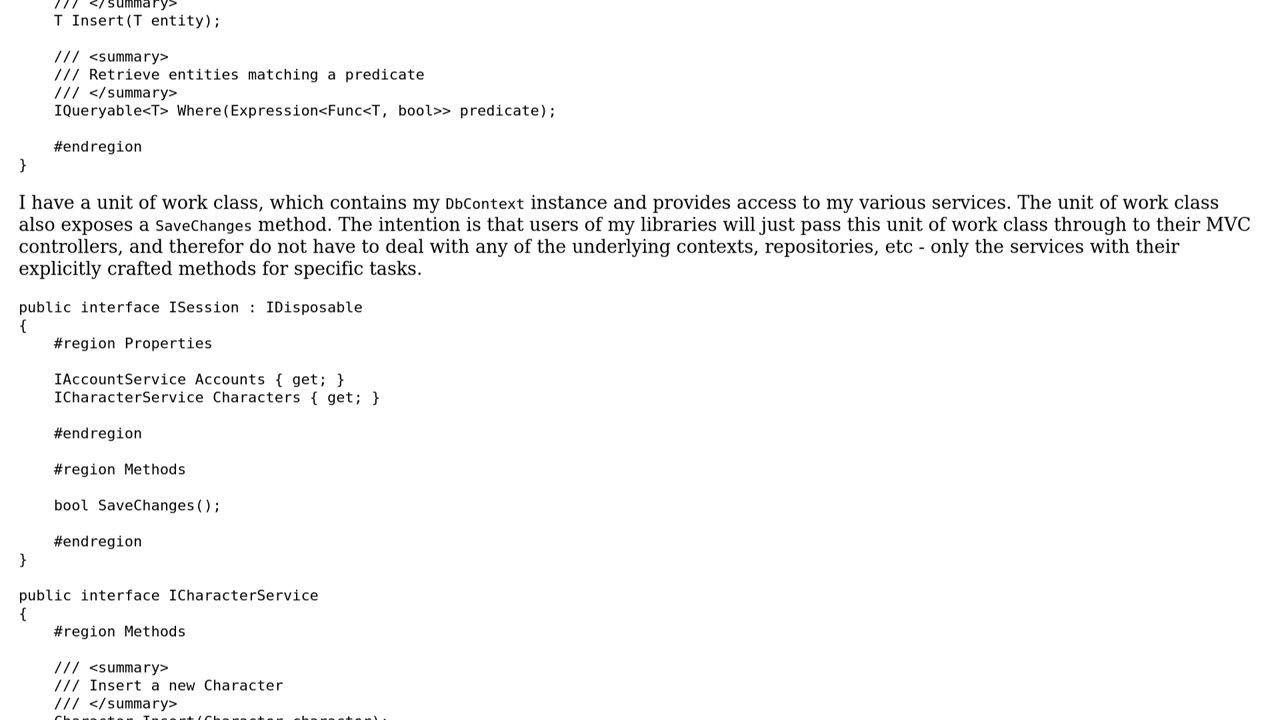 /// </summary>
    T Insert(T entity);

    /// <summary>
    /// Retrieve entities matching a predicate
    /// </summary>
    IQueryable<T> Where(Expression<Func<T, bool>> predicate);

    #endregion
}

I have a unit of work class, which contains my DbContext instance and provides access to my various services. The unit of work class
also exposes a SaveChanges method. The intention is that users of my libraries will just pass this unit of work class through to their MVC
controllers, and therefor do not have to deal with any of the underlying contexts, repositories, etc - only the services with their
explicitly crafted methods for specific tasks.

public interface ISession : IDisposable
{
    #region Properties

    IAccountService Accounts { get; }
    ICharacterService Characters { get; }

    #endregion

    #region Methods

    bool SaveChanges();

    #endregion
}

public interface ICharacterService
{
    #region Methods

    /// <summary>
    /// Insert a new Character
    /// </summary>
    Character Insert(Character character);